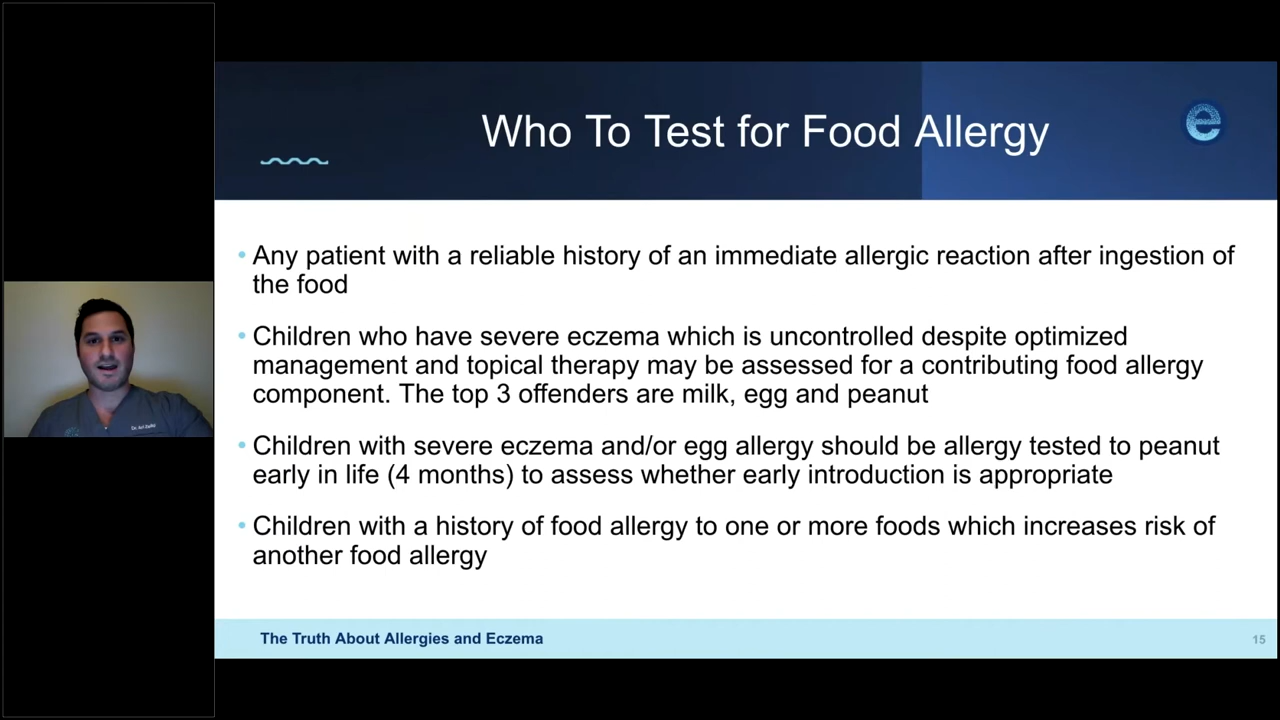 Who To Test for Food Allergy
e
• Any patient with a reliable history of an immediate allergic reaction after ingestion of
the food
• Children who have severe eczema which is uncontrolled despite optimized
management and topical therapy may be assessed for a contributing food allergy
component. The top 3 offenders are milk, egg and peanut
• Children with severe eczema and/or egg allergy should be allergy tested to peanut
early in life (4 months) to assess whether early introduction is appropriate
• Children with a history of food allergy to one or more foods which increases risk of
another food allergy
The Truth About Allergies and Eczema
15